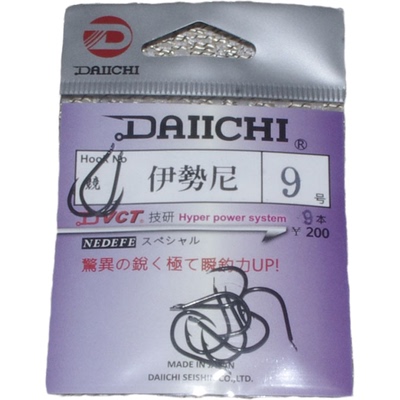 DAIICHI
DAIICHI®
Hook No
伊勢尼 9号
VCT® 技研 Hyper power system 9本
NEDEFE スペシャル ¥200
驚異の鋭く極て瞬釣力UP!
MADE IN JAPAN
DAIICHI SEISHIN CO.,LTD.